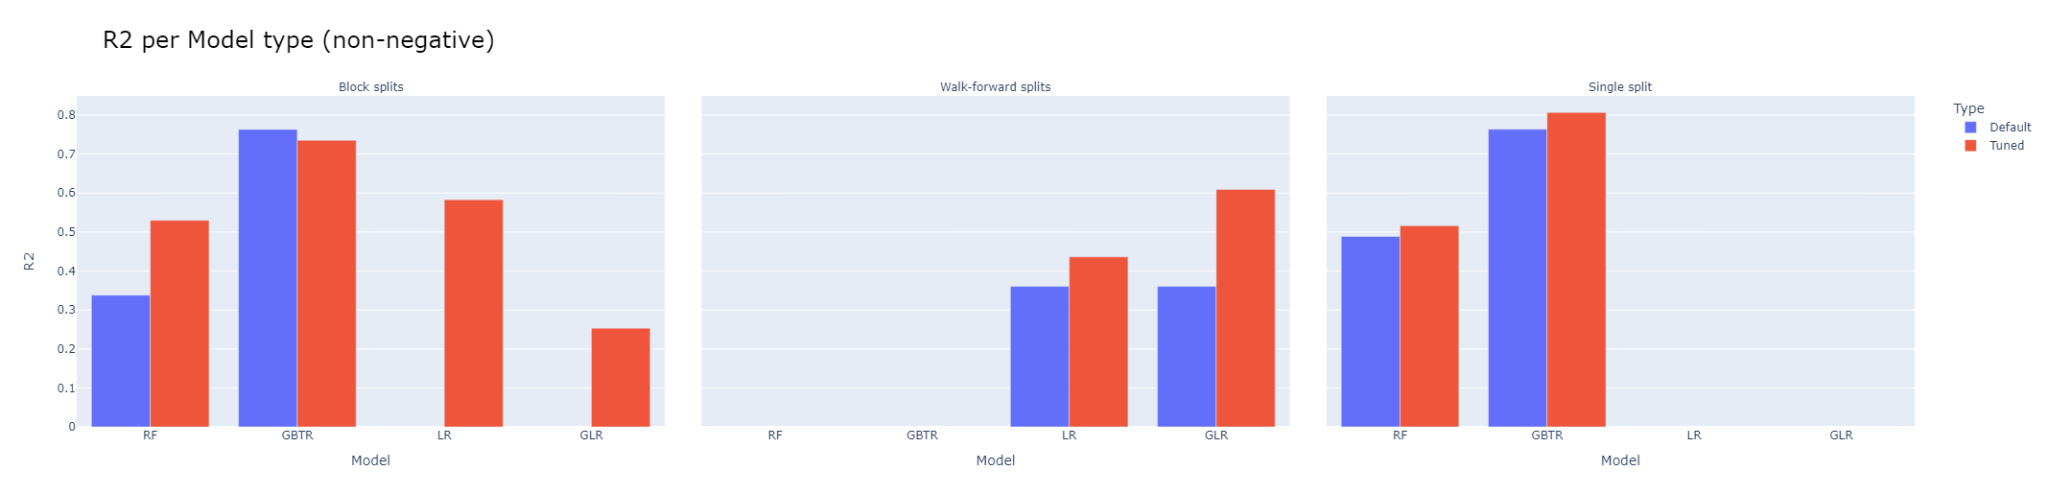 R2 per Model type (non-negative)
Block splits
Walk-forward splits
Single split
R2
0.8
0.7
0.6
0.5
0.4
0.3
0.2
0.1
0
RF GBTR LR GLR
RF GBTR LR GLR
RF GBTR LR GLR
Model
Model
Model
Type
Default
Tuned